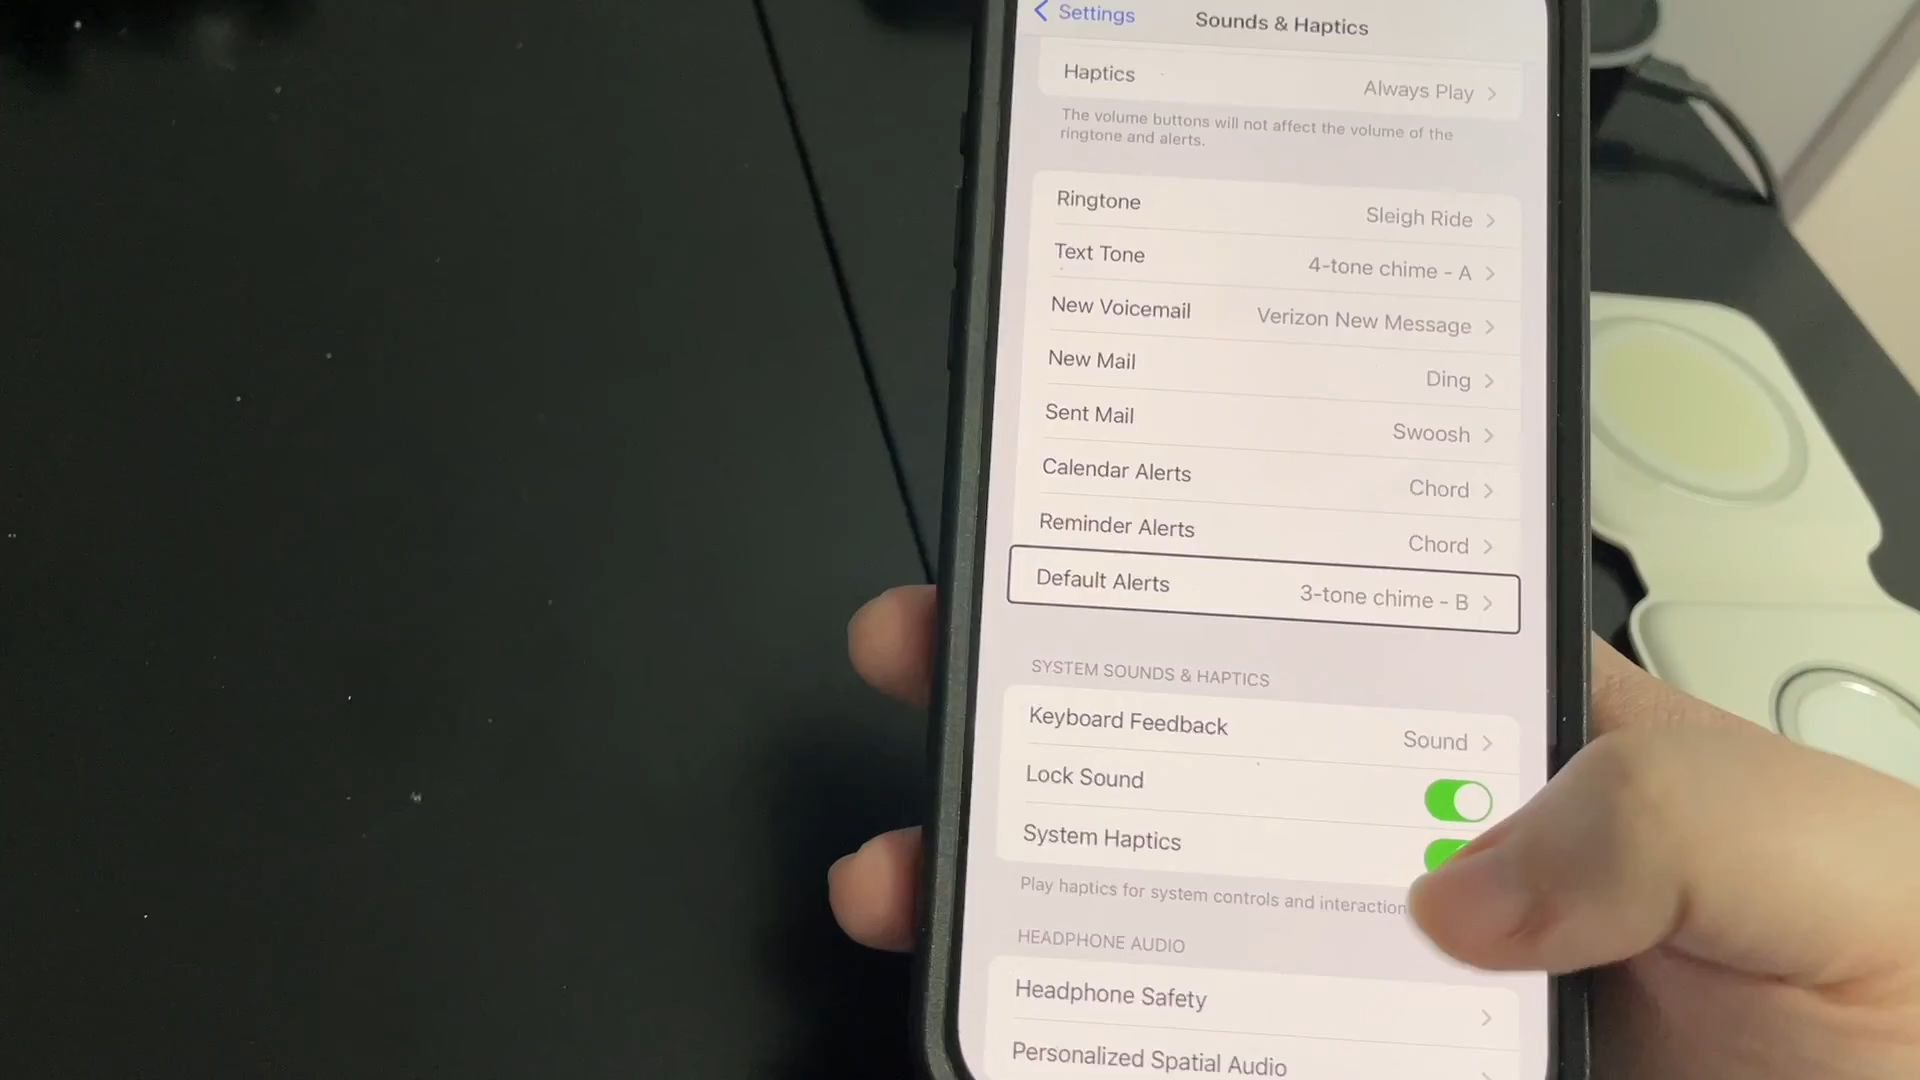 Settings
Sounds & Haptics
Haptics
Always Play
The volume buttons will not affect the volume of the
ringtone and alerts.
Ringtone
Sleigh Ride
Text Tone
4-tone chime - A
New Voicemail
Verizon New Message
New Mail
Ding
Sent Mail
Swoosh
Calendar Alerts
Chord
Reminder Alerts
Chord
Default Alerts
3-tone chime - B
SYSTEM SOUNDS & HAPTICS
Keyboard Feedback
Sound
Lock Sound
System Haptics
Play haptics for system controls and interaction
HEADPHONE AUDIO
Headphone Safety
Personalized Spatial Audio